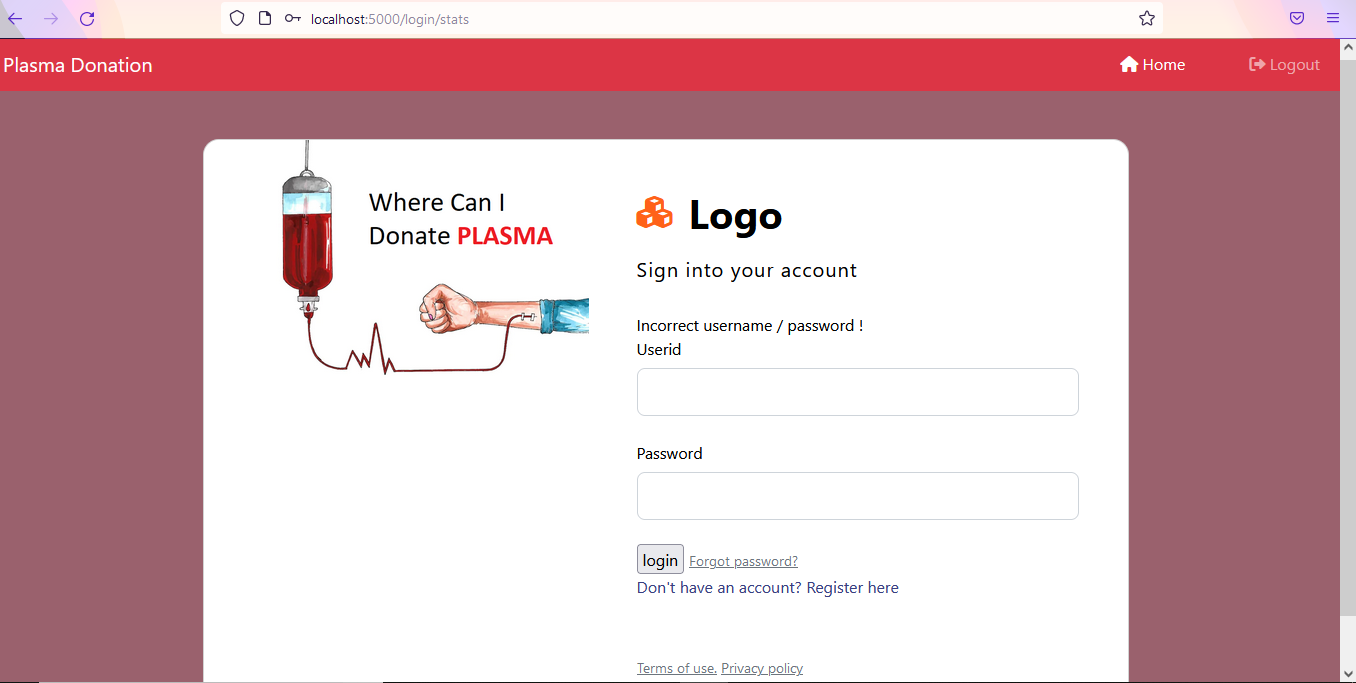 localhost:5000/login/stats
Plasma Donation
Home
Logout
Where Can I
Donate PLASMA
Logo
Sign into your account
Incorrect username / password !
Userid
Password
login Forgot password?
Don't have an account? Register here
Terms of use. Privacy policy